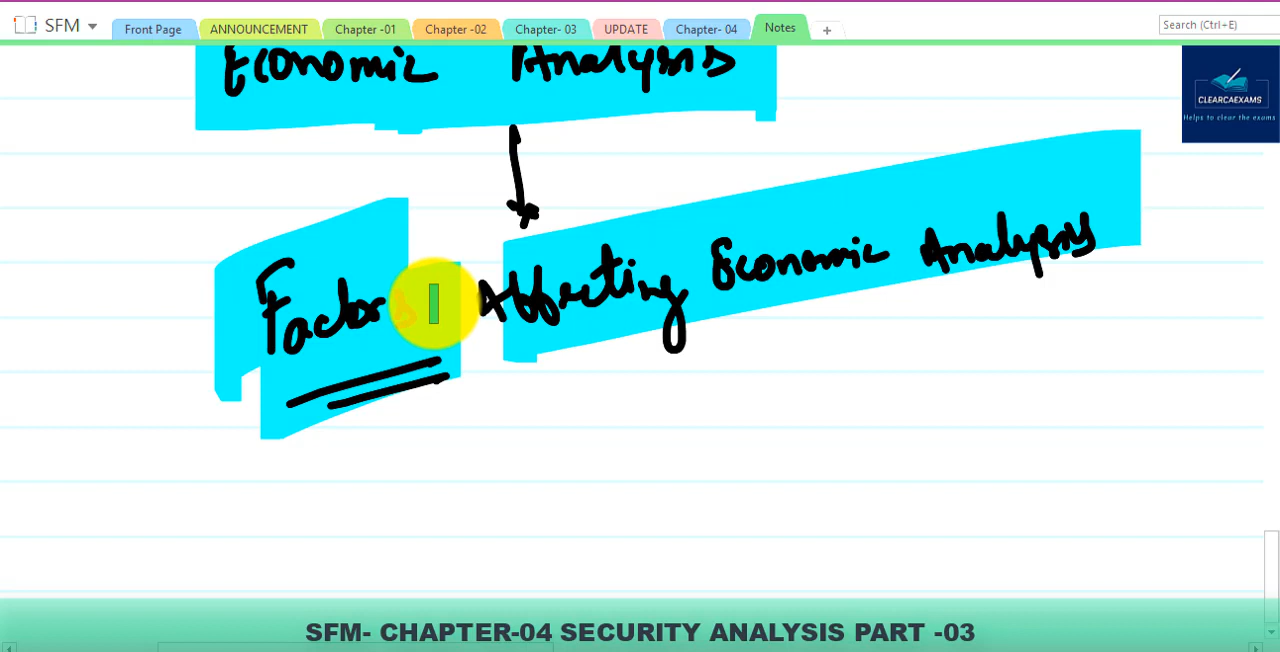 SFM
Front Page
ANNOUNCEMENT
Chapter -01
Chapter -02
Chapter- 03
UPDATE
Chapter- 04
Notes
+
Search (Ctrl+E)
Economic Analysis
CLEARCAEXAMS
Helps to clear the exams
Factors Affecting Economic Analysis
SFM- CHAPTER-04 SECURITY ANALYSIS PART -03